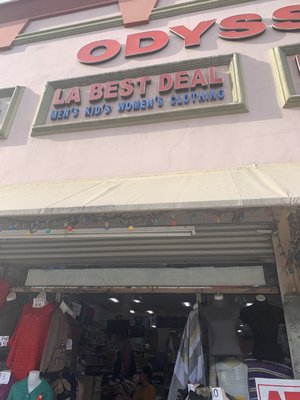 ODYSS
LA BEST DEAL
MEN'S KID'S WOMEN'S CLOTHING